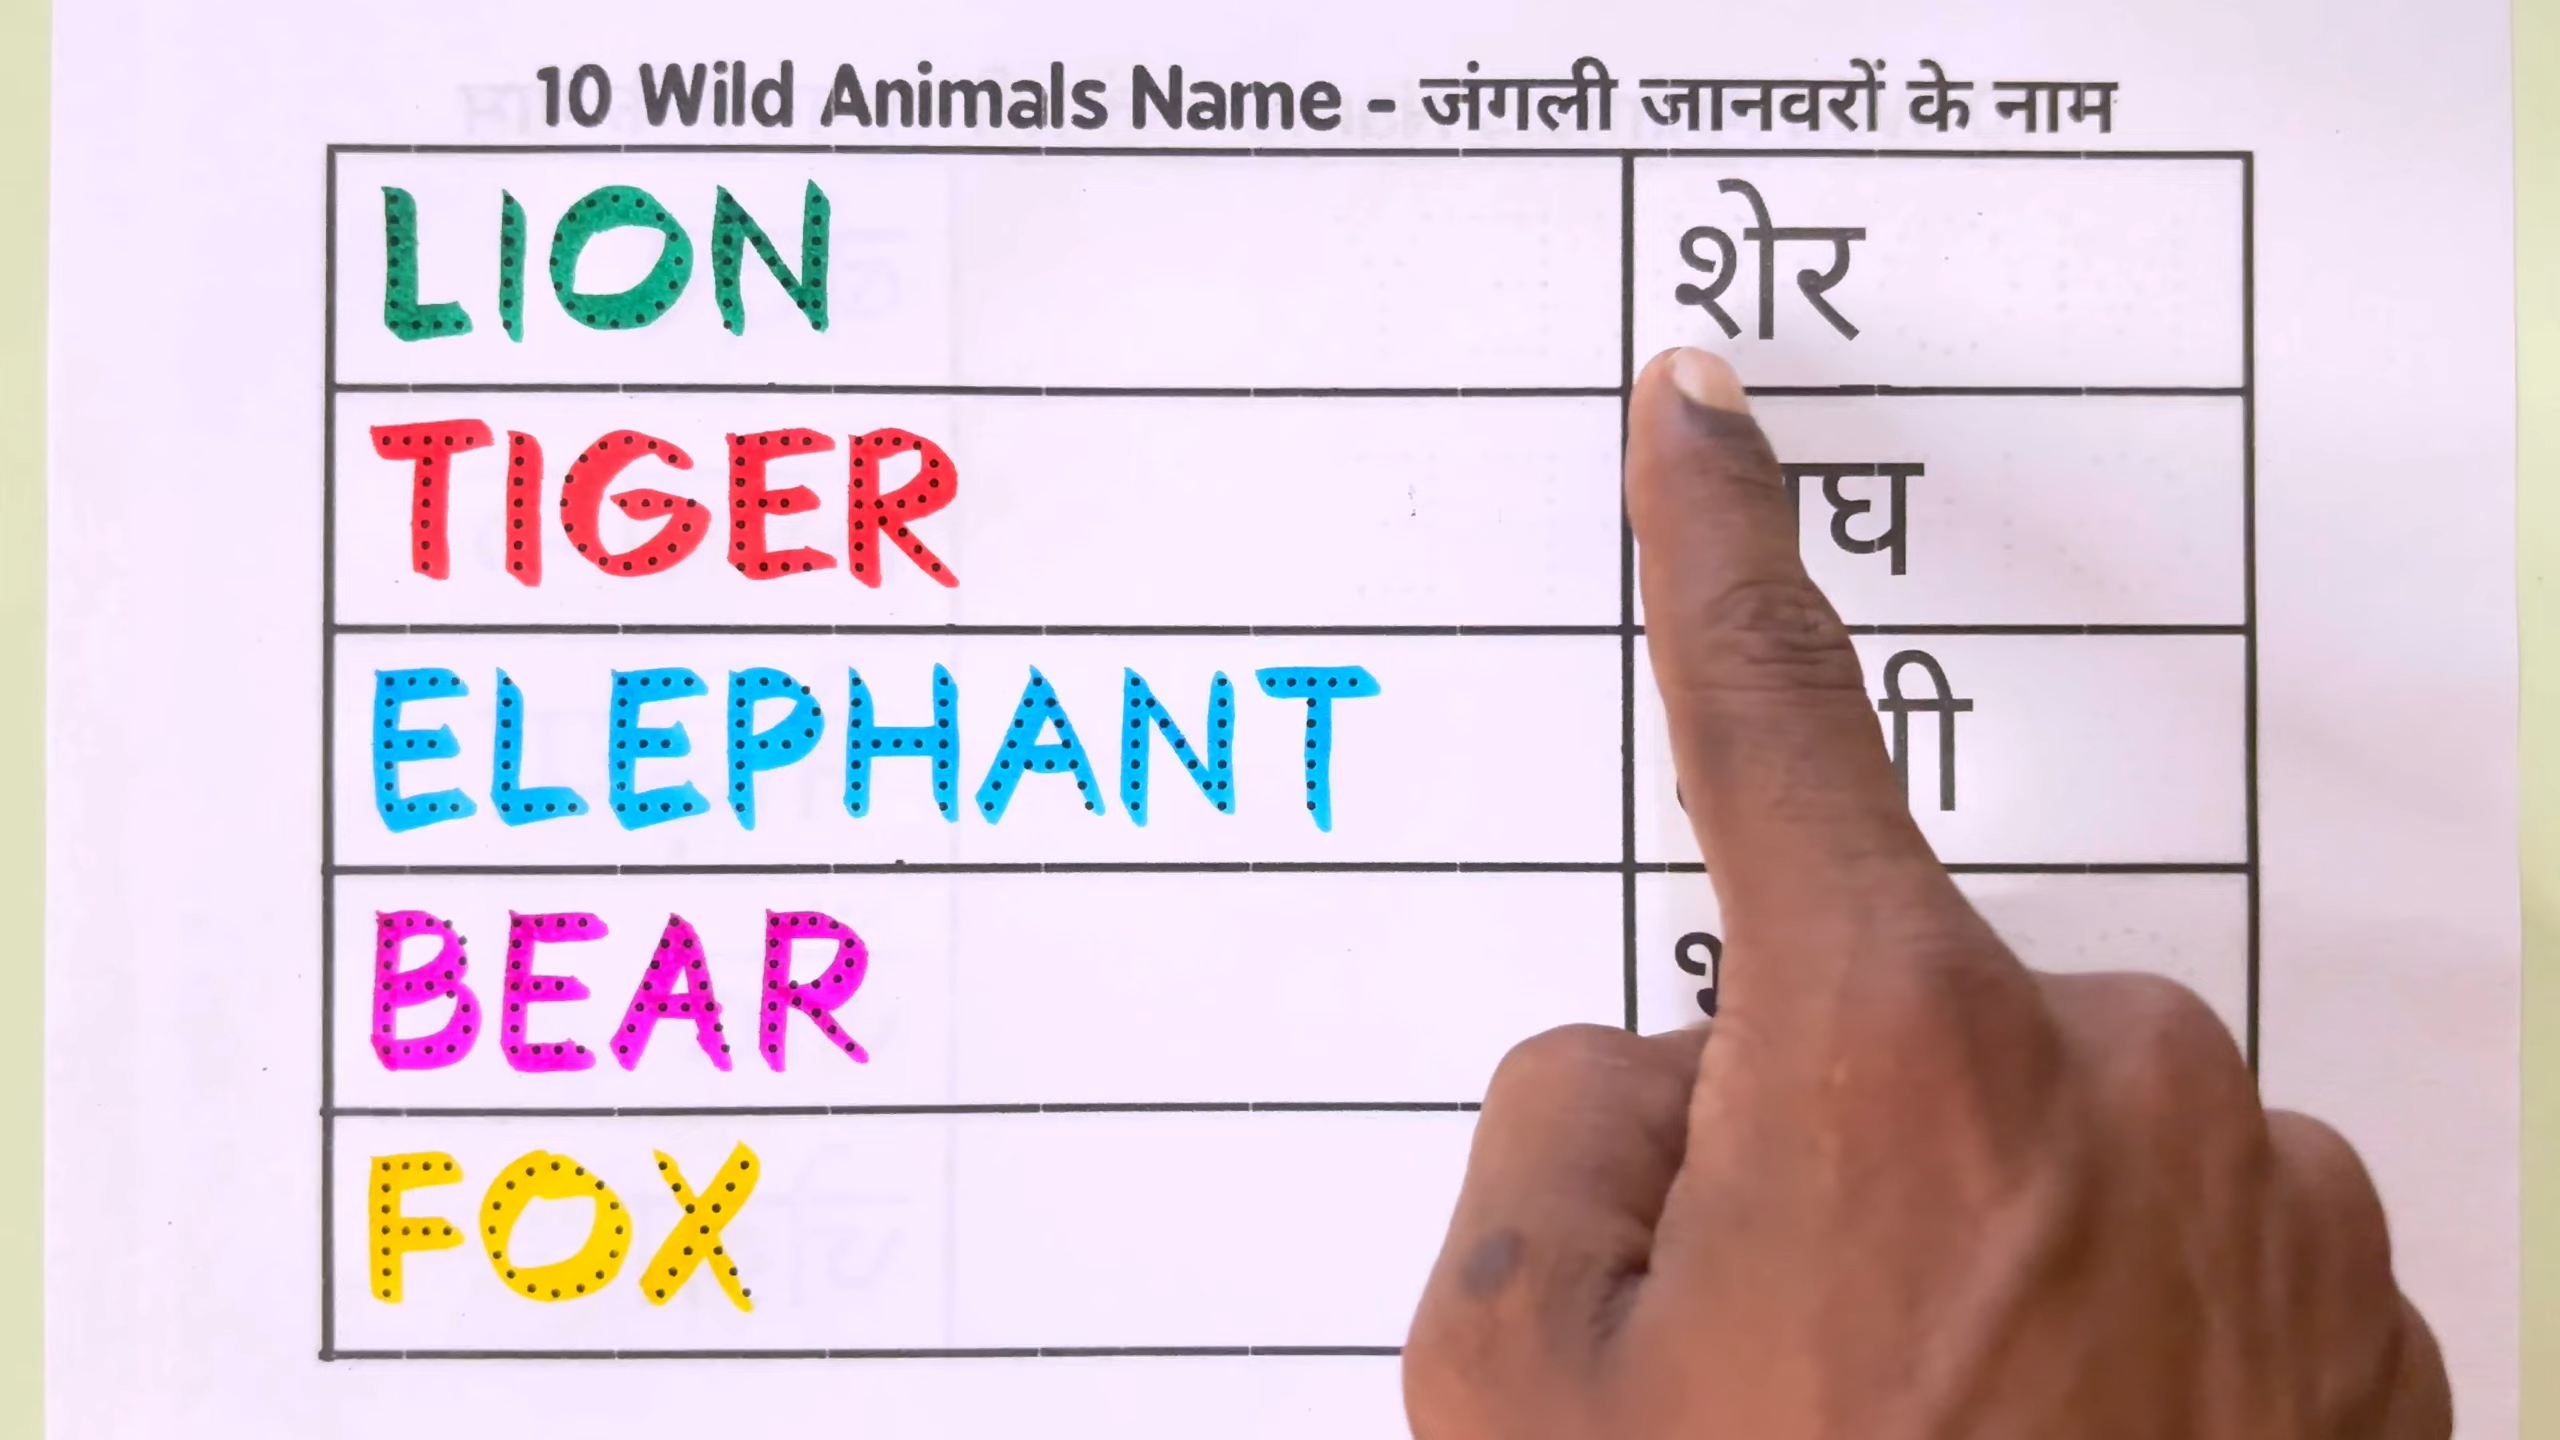 10 Wild Animals Name - जंगली जानवरों के नाम
LION शेर
TIGER
ELEPHANT
BEAR
FOX